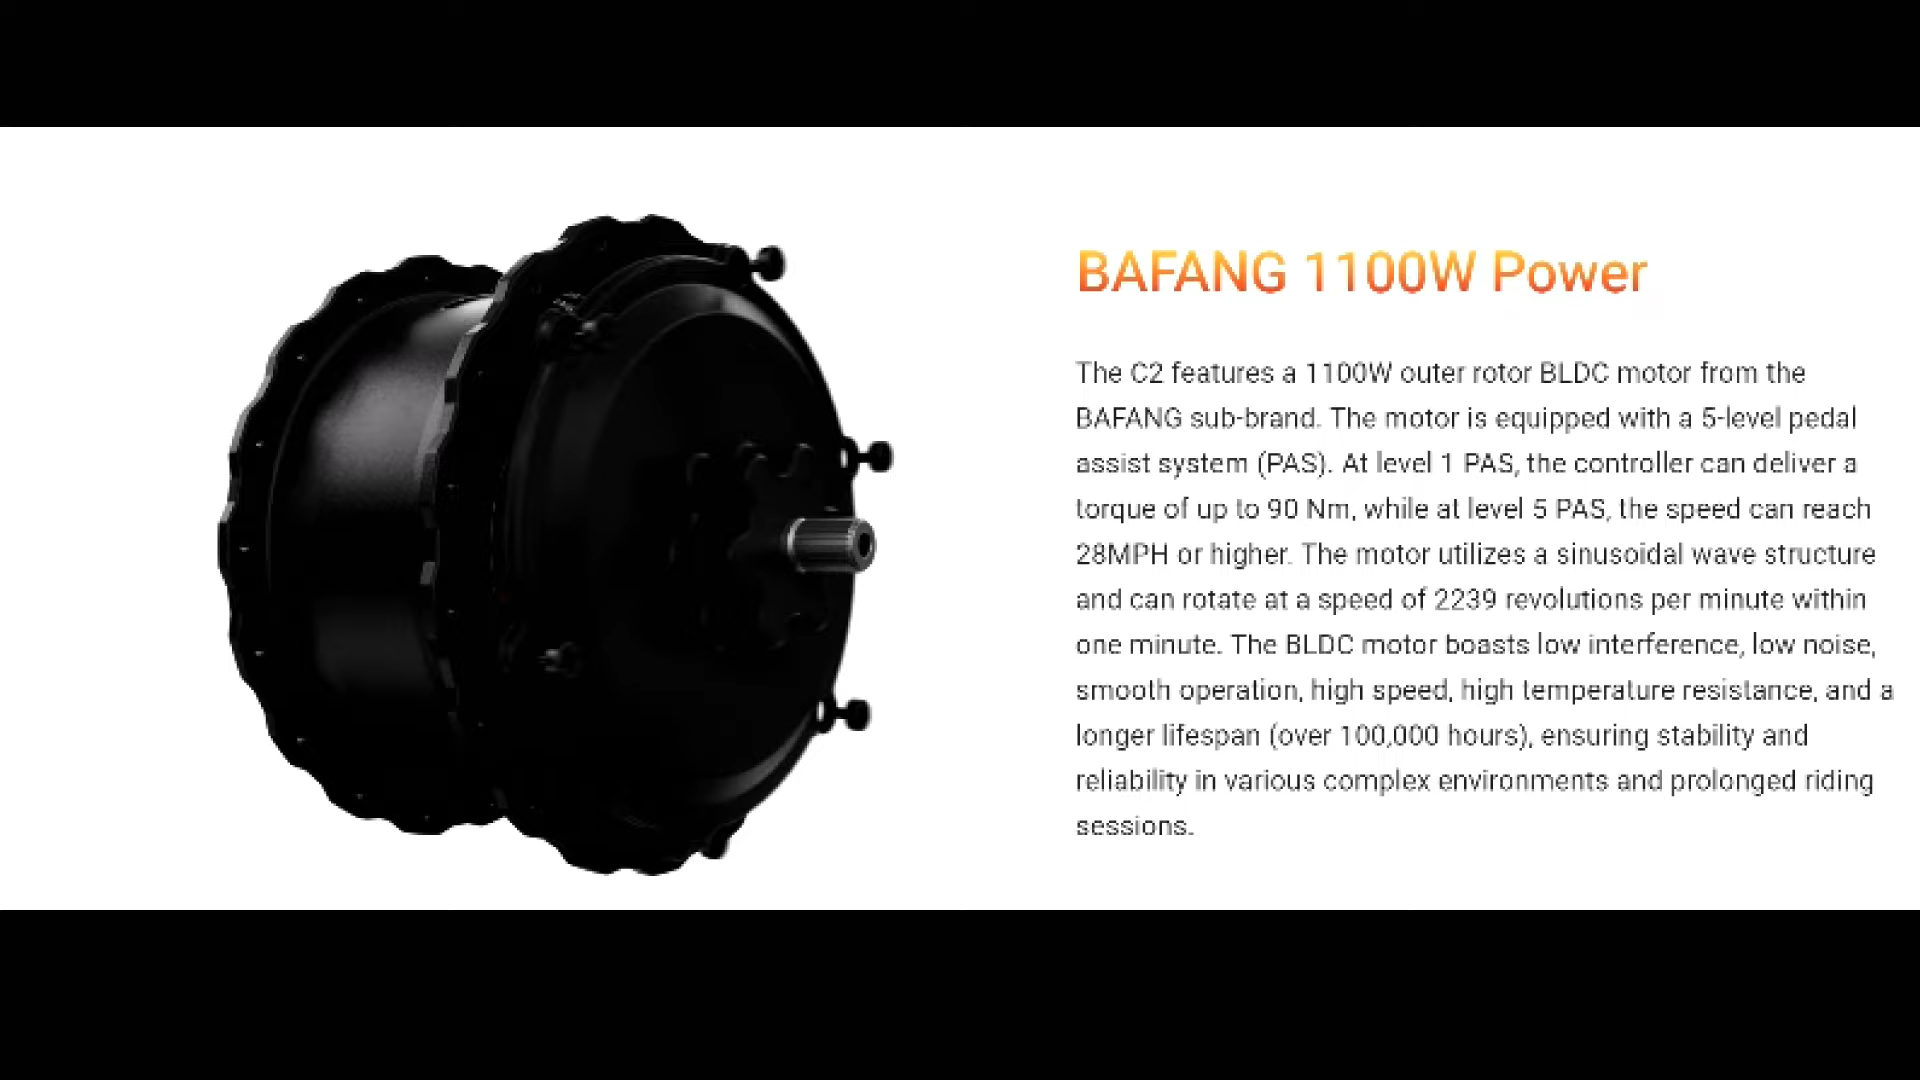 BAFANG 1100W Power
The C2 features a 1100W outer rotor BLDC motor from the
BAFANG sub-brand. The motor is equipped with a 5-level pedal
assist system (PAS). At level 1 PAS, the controller can deliver a
torque of up to 90 Nm, while at level 5 PAS, the speed can reach
28MPH or higher. The motor utilizes a sinusoidal wave structure
and can rotate at a speed of 2239 revolutions per minute within
one minute. The BLDC motor boasts low interference, low noise,
smooth operation, high speed, high temperature resistance, and a
longer lifespan (over 100,000 hours), ensuring stability and
reliability in various complex environments and prolonged riding
sessions.